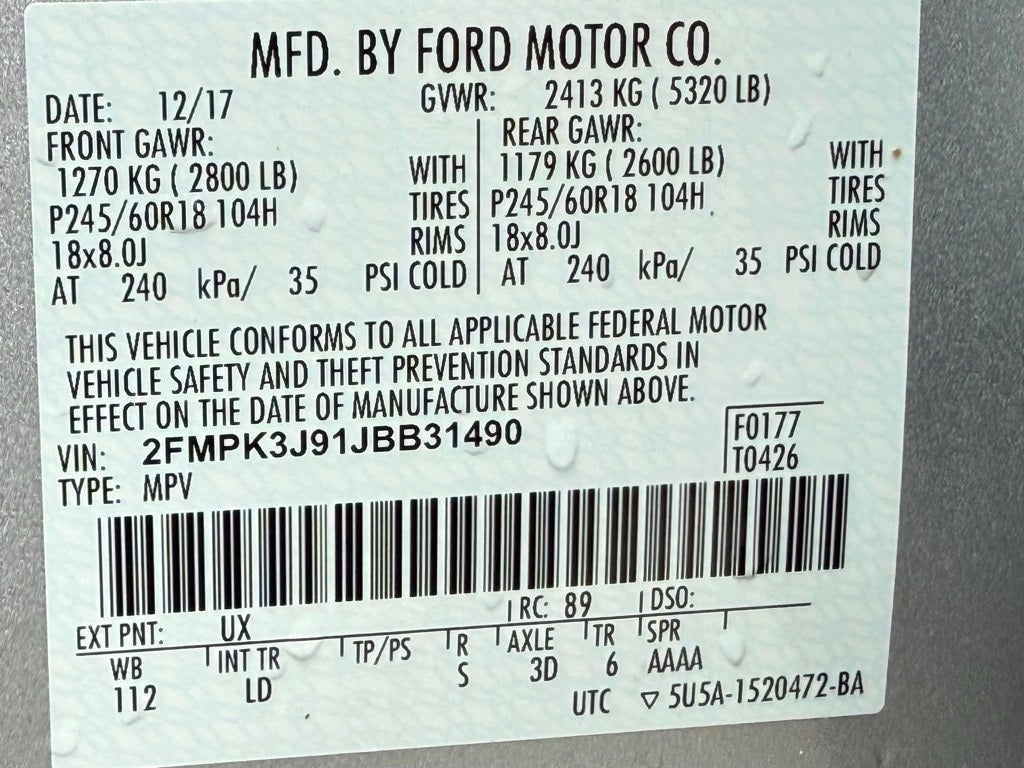 MFD. BY FORD MOTOR CO.
DATE: 12/17 GVWR: 2413 KG ( 5320 LB)
FRONT GAWR: REAR GAWR:
1270 KG ( 2800 LB) WITH 1179 KG ( 2600 LB) WITH
P245/60R18 104H TIRES P245/60R18 104H TIRES
18x8.0J RIMS 18x8.0J RIMS
AT 240 kPa/ 35 PSI COLD AT 240 kPa/ 35 PSI COLD
THIS VEHICLE CONFORMS TO ALL APPLICABLE FEDERAL MOTOR
VEHICLE SAFETY AND THEFT PREVENTION STANDARDS IN
EFFECT ON THE DATE OF MANUFACTURE SHOWN ABOVE.
VIN: 2FMPK3J91JBB31490 F0177
TYPE: MPV T0426
EXT PNT: UX RC: 89 DSO:
WB INT TR TP/PS R AXLE TR SPR
112 LD S 3D 6 AAAA
UTC ▽ 5U5A-1520472-BA